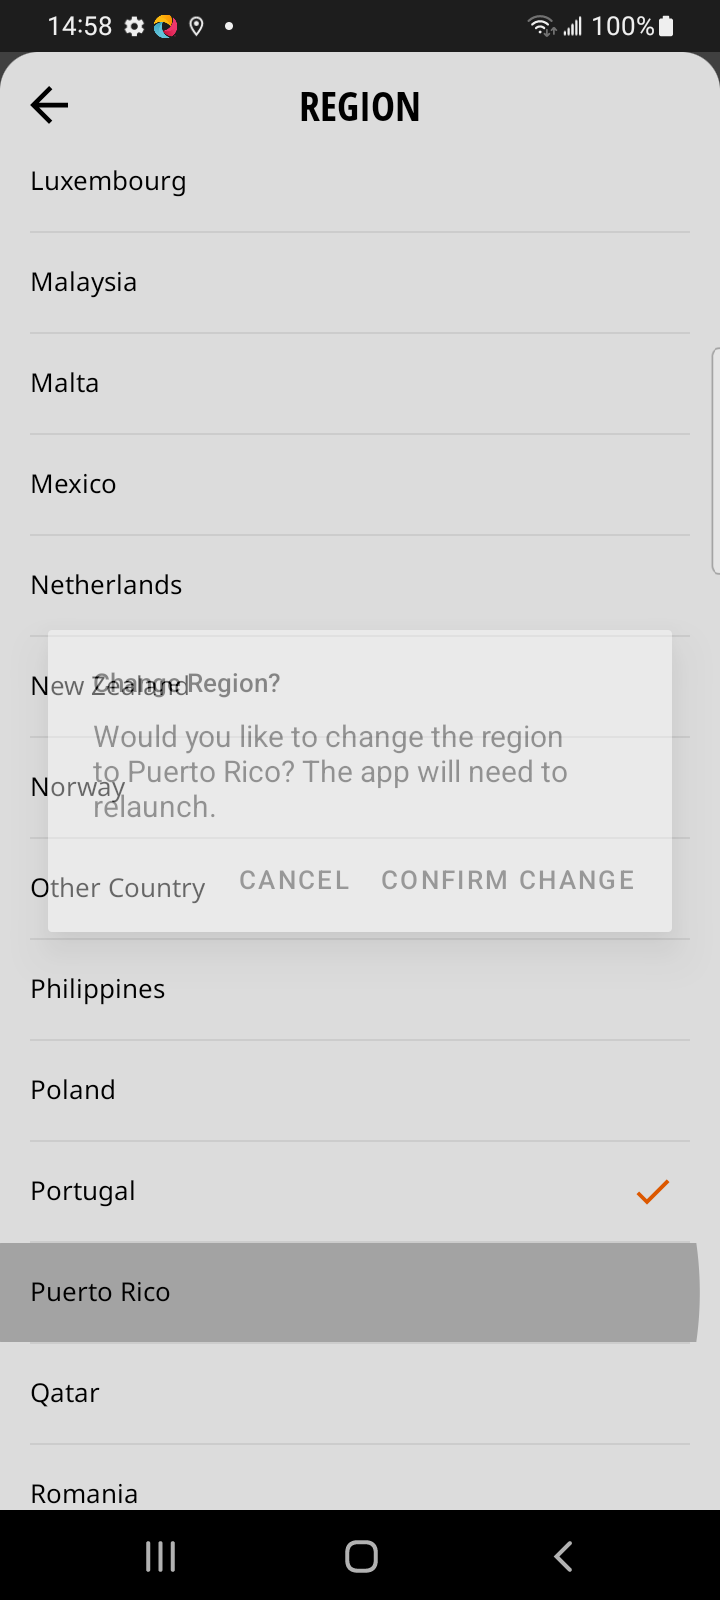 14:58
100%
REGION
Luxembourg
Malaysia
Malta
Mexico
Netherlands
New Zealand
Change Region?
Would you like to change the region
to Puerto Rico? The app will need to
relaunch.
Norway
Other Country
CANCEL CONFIRM CHANGE
Philippines
Poland
Portugal
Puerto Rico
Qatar
Romania